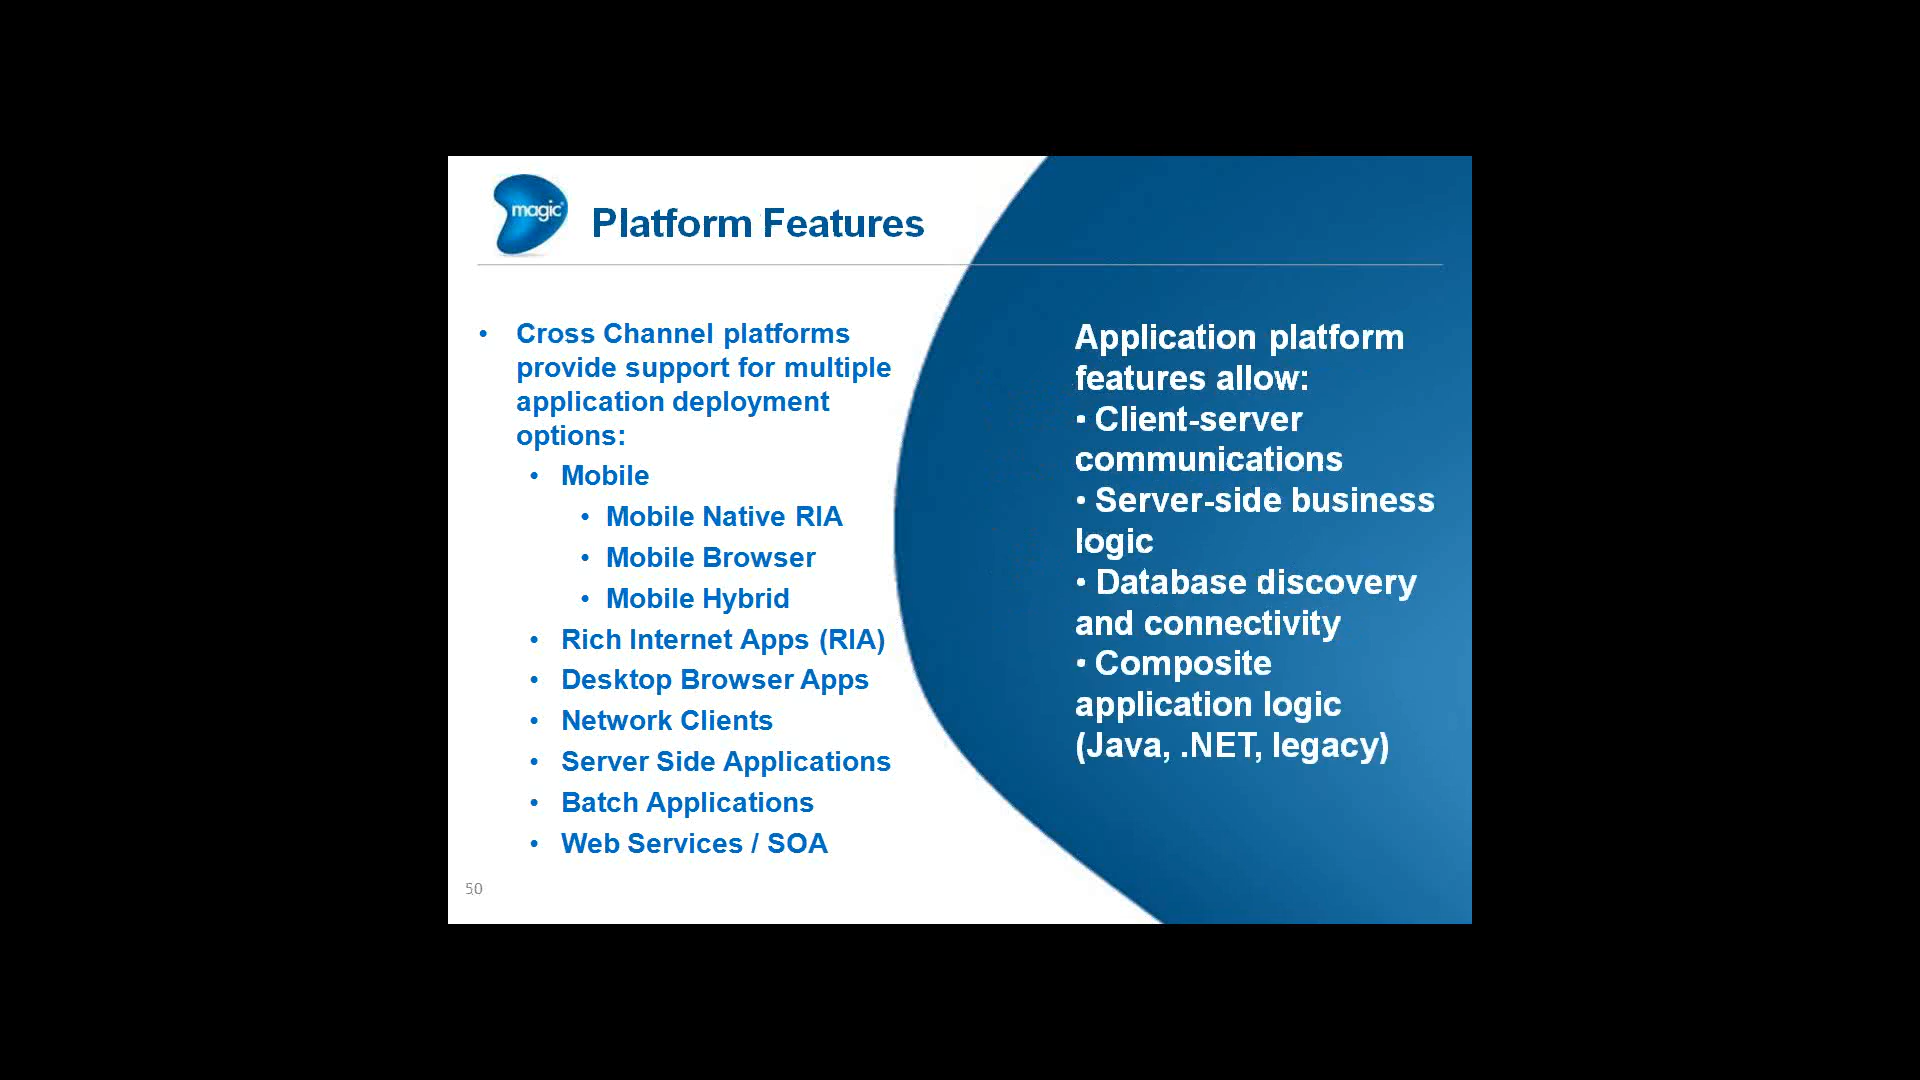 magic
Platform Features
• Cross Channel platforms
provide support for multiple
application deployment
options:
• Mobile
• Mobile Native RIA
• Mobile Browser
• Mobile Hybrid
• Rich Internet Apps (RIA)
• Desktop Browser Apps
• Network Clients
• Server Side Applications
• Batch Applications
• Web Services / SOA
Application platform
features allow:
• Client-server
communications
• Server-side business
logic
• Database discovery
and connectivity
• Composite
application logic
(Java, .NET, legacy)
50